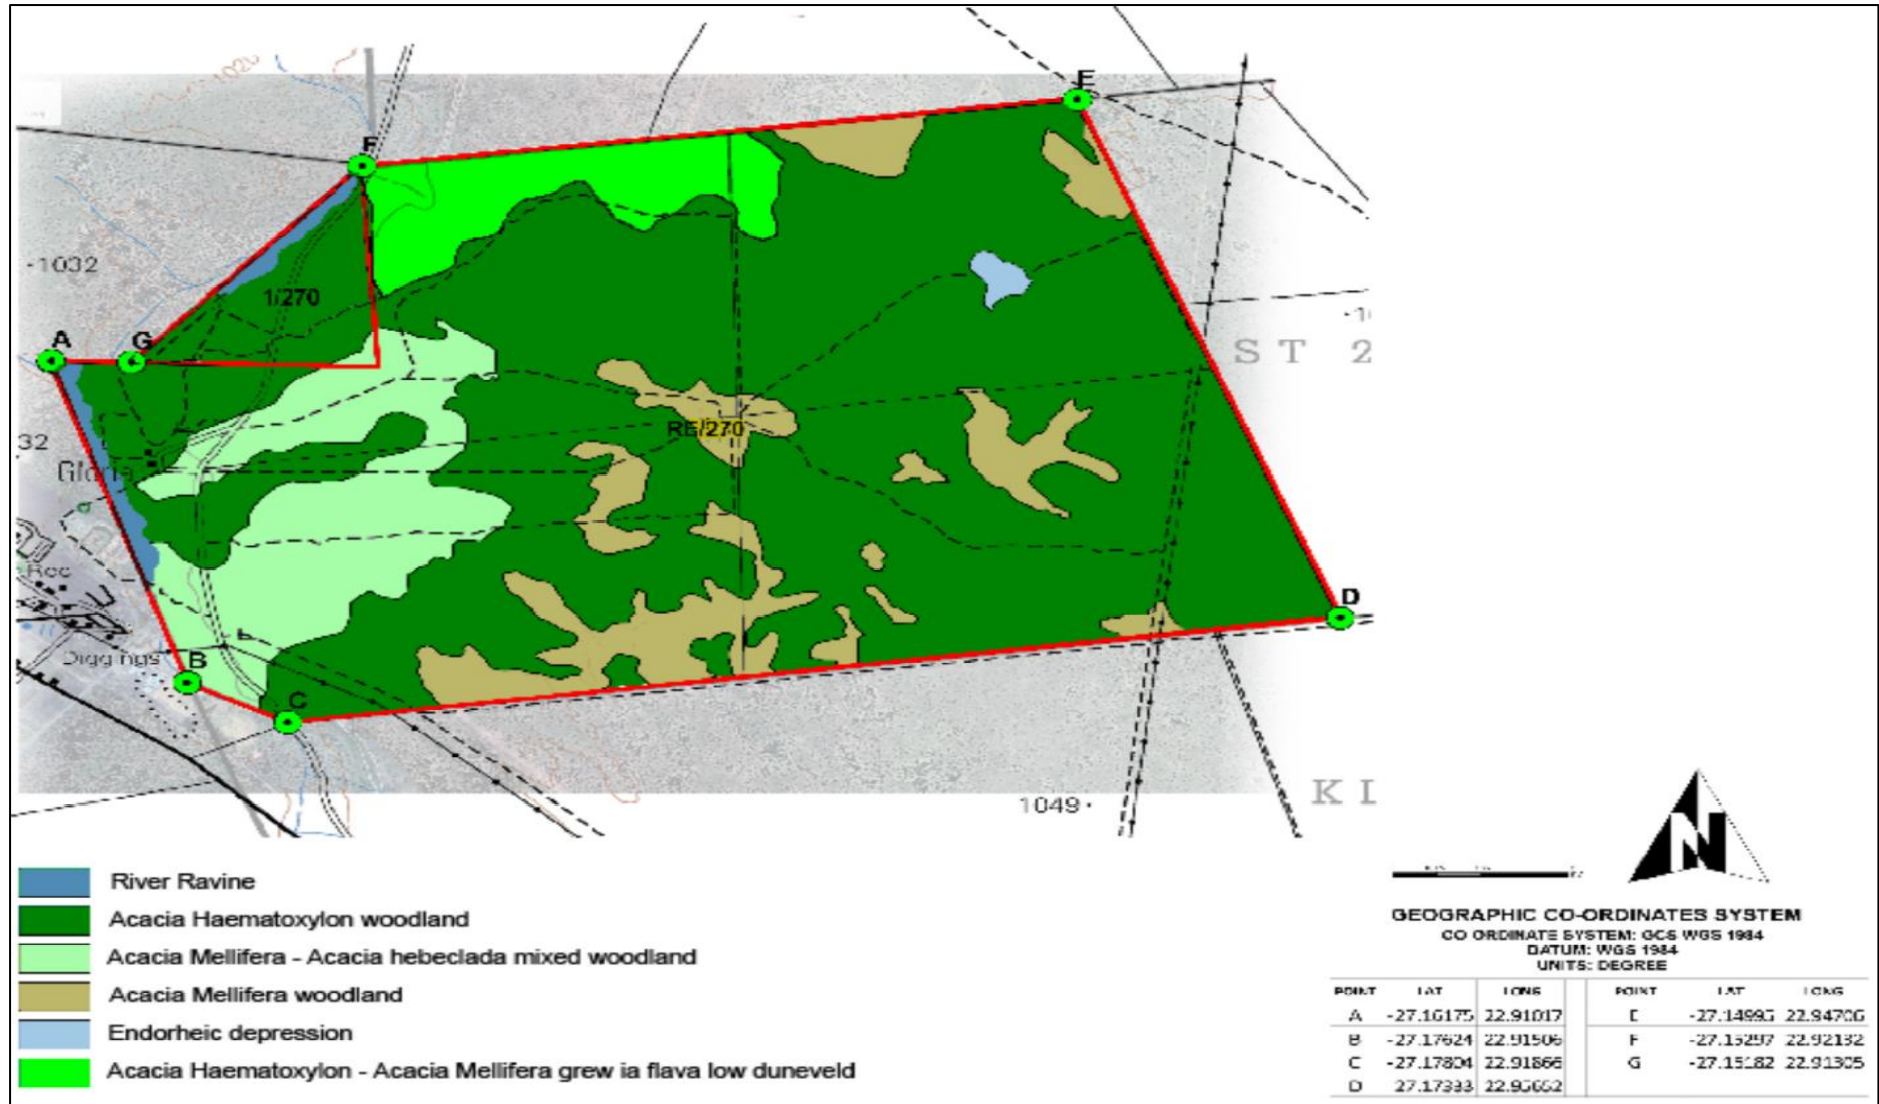 1020
E
F
1032
1/270
A
G
ST 2
32
RE/270
Gloria
D
Diggings
B
C
1049
K L
River Ravine
Acacia Haematoxylon woodland
Acacia Mellifera - Acacia hebeclada mixed woodland
Acacia Mellifera woodland
Endorheic depression
Acacia Haematoxylon - Acacia Mellifera grew ia flava low duneveld
N
GEOGRAPHIC CO-ORDINATES SYSTEM
CO ORDINATE SYSTEM: GCS WGS 1984
DATUM: WGS 1984
UNITS: DEGREE
POINT LAT LONG POINT LAT LONG
A -27.16175 22.91017 E -27.14995 22.94706
B -27.17624 22.91506 F -27.15297 22.92132
C -27.17804 22.91866 G 22.91305
D 27.17333 22.95652